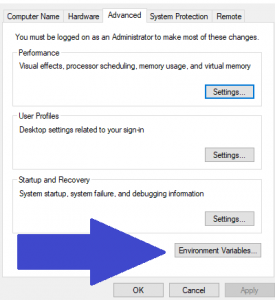 Computer Name Hardware Advanced System Protection Remote
You must be logged on as an Administrator to make most of these changes.
Performance
Visual effects, processor scheduling, memory usage, and virtual memory
Settings...
User Profiles
Desktop settings related to your sign-in
Settings...
Startup and Recovery
System startup, system failure, and debugging information
Settings...
Environment Variables...
OK Cancel Apply